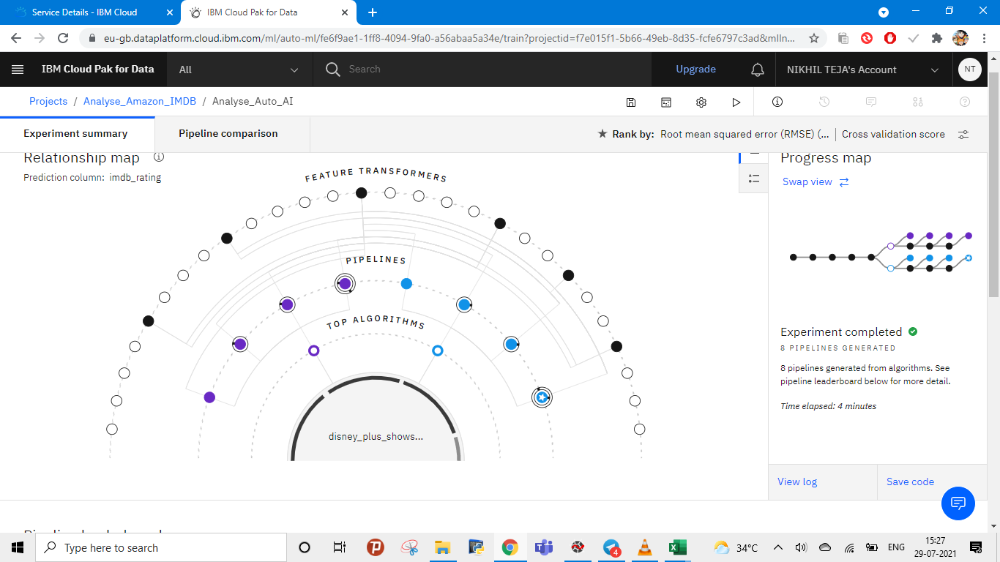 Service Details - IBM Cloud
IBM Cloud Pak for Data
eu-gb.dataplatform.cloud.ibm.com/ml/auto-ml/fe6f9ae1-1ff8-4094-9fa0-a56abaa5a34e/train?projectid=f7e015f1-5b66-49eb-8d35-fcfe6797c3ad&mlIn...
IBM Cloud Pak for Data
All
Search
Upgrade
NIKHIL TEJA's Account
NT
Projects / Analyse_Amazon_IMDB / Analyse_Auto_AI
Experiment summary
Pipeline comparison
Rank by: Root mean squared error (RMSE) (... | Cross validation score
Relationship map
Prediction column: imdb_rating
FEATURE TRANSFORMERS
PIPELINES
TOP ALGORITHMS
disney_plus_shows...
Progress map
Swap view
Experiment completed
8 PIPELINES GENERATED
8 pipelines generated from algorithms. See
pipeline leaderboard below for more detail.
Time elapsed: 4 minutes
View log
Save code
Type here to search
4
34°C
ENG
15:27
29-07-2021